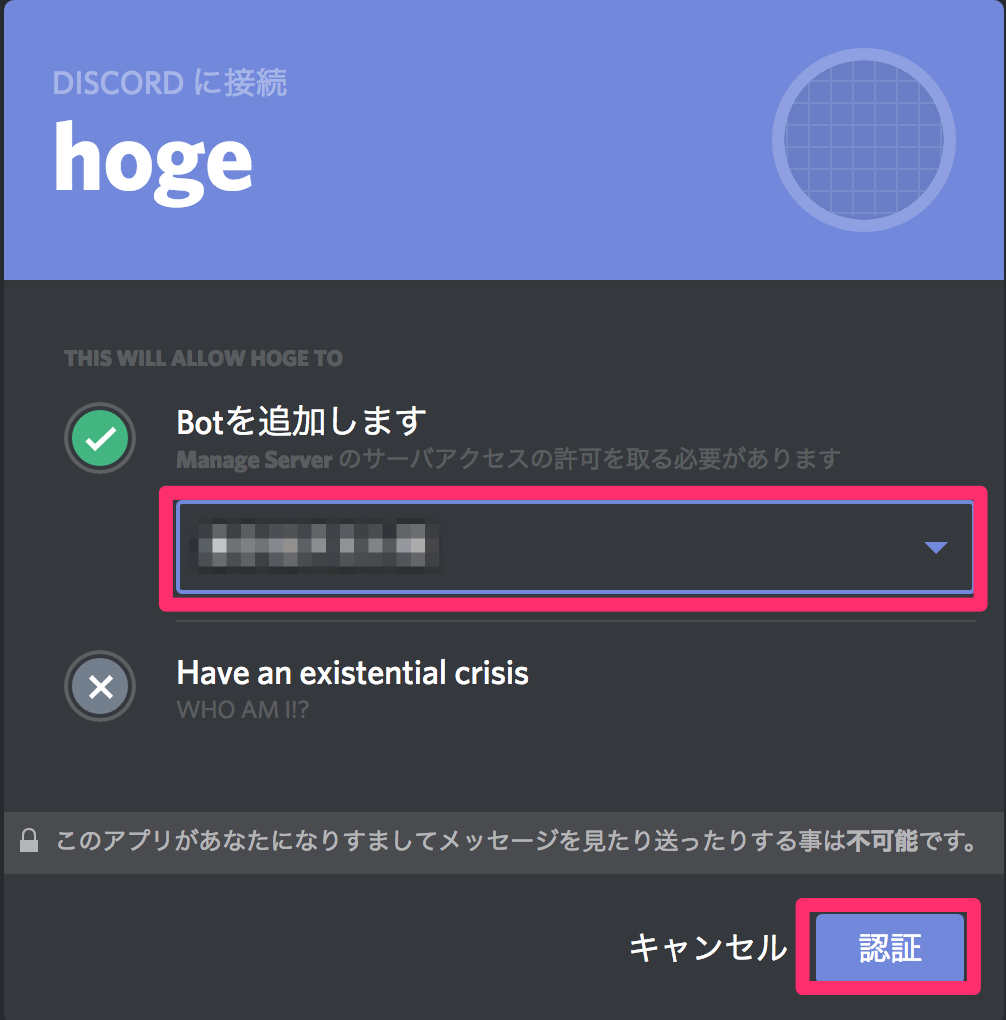 DISCORD に接続
hoge
THIS WILL ALLOW HOGE TO
Botを追加します
Manage Server のサーバアクセスの許可を取る必要があります
Have an existential crisis
WHO AM I!?
このアプリがあなたになりすましてメッセージを見たり送ったりする事は不可能です。
キャンセル
認証